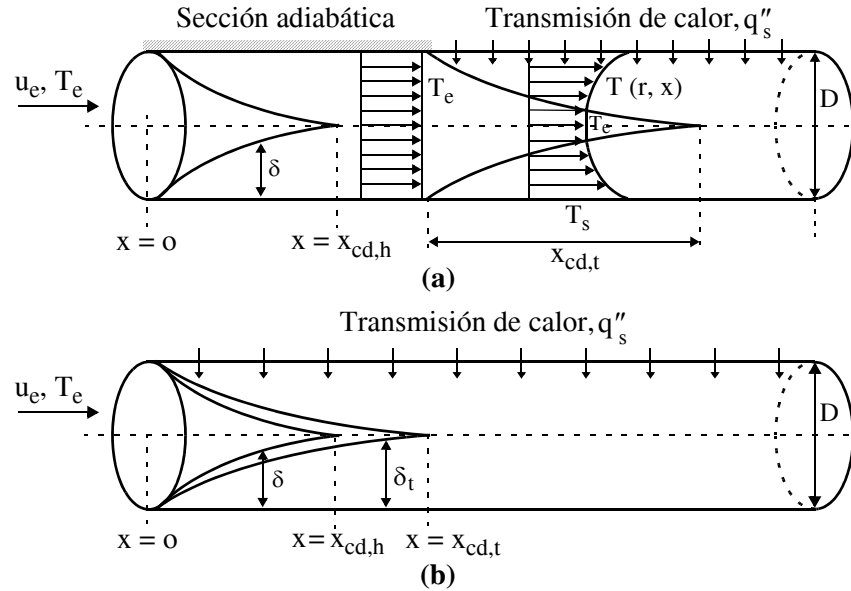 Sección adiabática
Transmisión de calor, q″s
ue, Te
Te
T (r, x)
Te
D
δ
Ts
x = o
x = xcd,h
xcd,t
(a)
Transmisión de calor, q″s
ue, Te
D
δ
δt
x = o
x = xcd,h
x = xcd,t
(b)